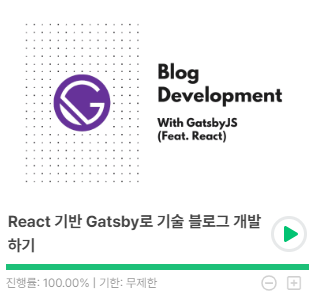 Blog
Development
With GatsbyJS
(Feat. React)
React 기반 Gatsby로 기술 블로그 개발
하기
진행률: 100.00% | 기한: 무제한